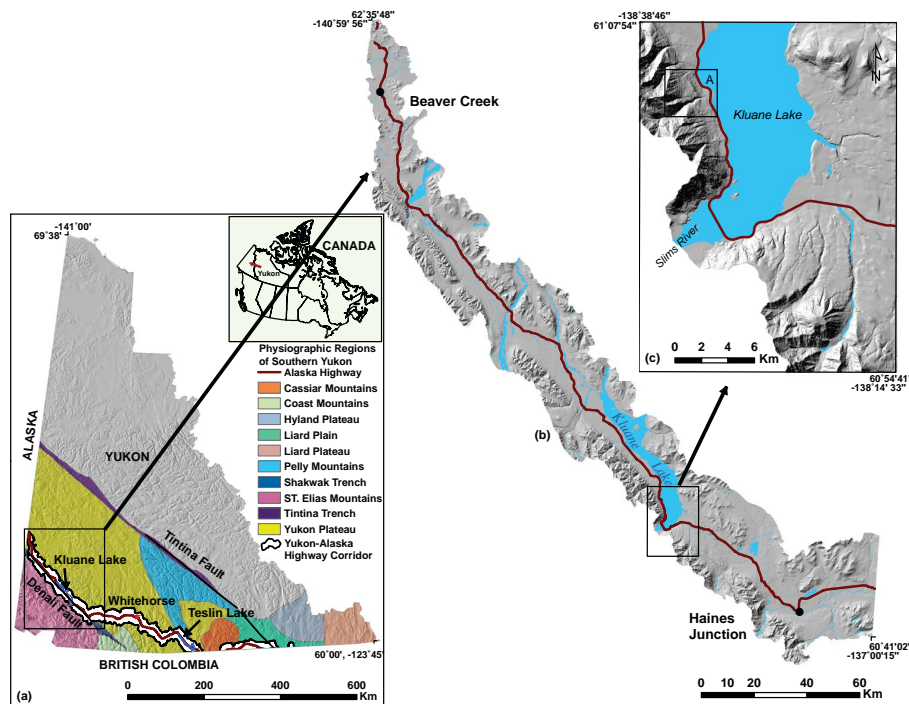 62°35'48"
-140°59' 56"
Beaver Creek
(b)
Kluane
Lake
Haines
Junction
60°41'02"
-137°00'15"
0 10 20 40 60
Km
-138°38'46"
61°07'54"
N
A
Kluane Lake
Slims River
(c)
0 2 4 6
Km
60°54'41"
-138°14' 33"
-141°00'
69°38'
CANADA
Yukon
Physiographic Regions
of Southern Yukon
Alaska Highway
Cassiar Mountains
Coast Mountains
Hyland Plateau
Liard Plain
Liard Plateau
Pelly Mountains
Shakwak Trench
ST. Elias Mountains
Tintina Trench
Yukon Plateau
Yukon-Alaska
Highway Corridor
ALASKA
YUKON
Tintina Fault
Kluane Lake
Denali Fault
Whitehorse
Teslin Lake
60°00', -123°45'
BRITISH COLOMBIA
(a)
0 200 400 600
Km